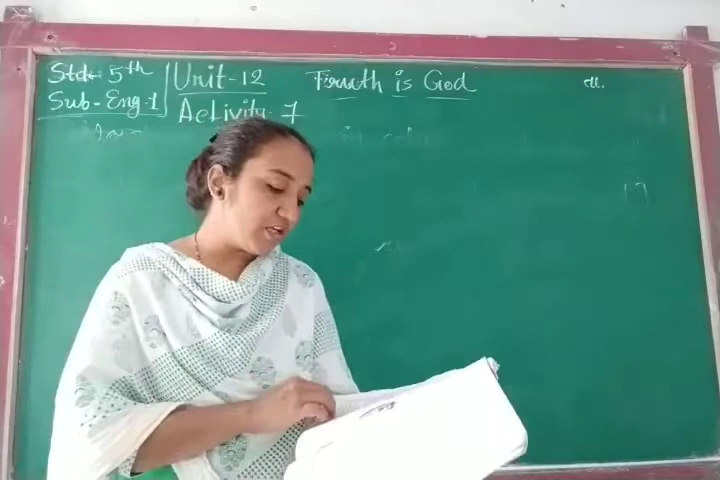 Std- 5th
Sub- Eng-1
Unit-12
Activity- 7
Truth is God
તા.